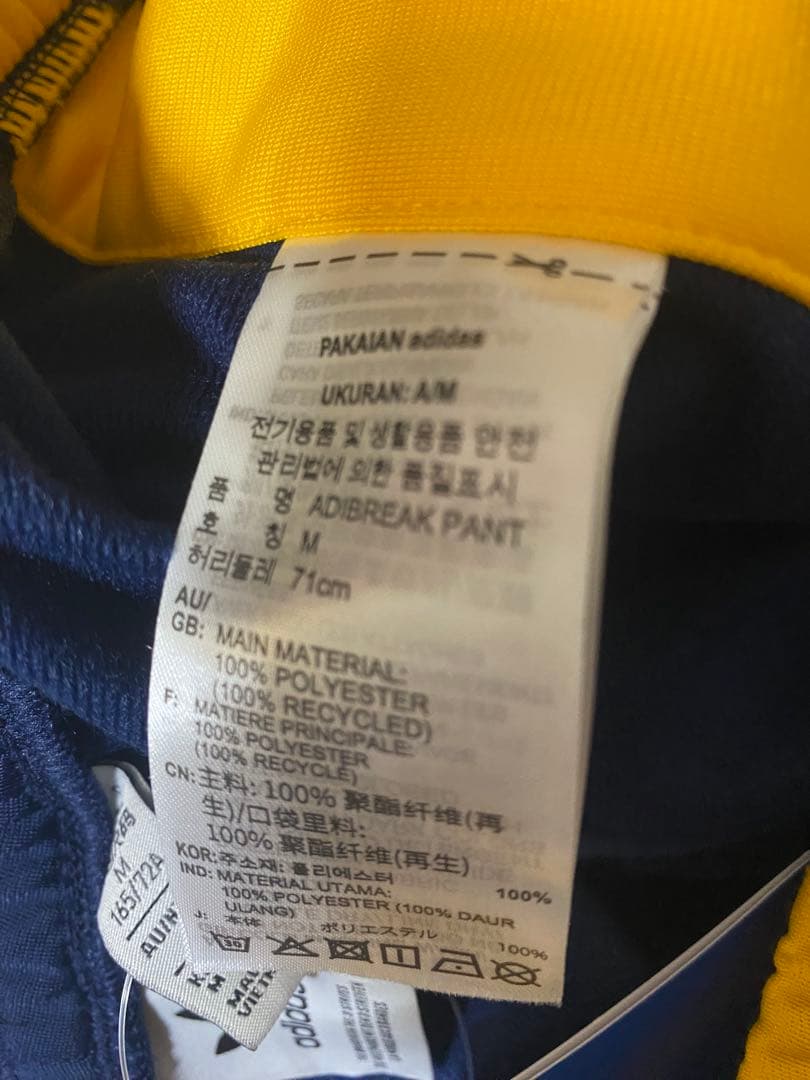 PAKAIAN adidas
UKURAN: A/M
전기용품 및 생활용품 안전
관리법에 의한 품질표시
품 명 ADIBREAK PANT
호 칭 M
허리둘레 71cm
AU/
GB: MAIN MATERIAL:
100% POLYESTER
(100% RECYCLED)
F: MATIERE PRINCIPALE:
100% POLYESTER
(100% RECYCLE)
CN: 主料: 100% 聚酯纤维(再
生)/口袋里料:
100% 聚酯纤维(再生)
KOR: 주소재: 폴리에스터 100%
IND: MATERIAL UTAMA:
100% POLYESTER (100% DAUR
ULANG)
J: 本体 ポリエステル 100%
30
M
165/72A
AU/IN
M
adidas